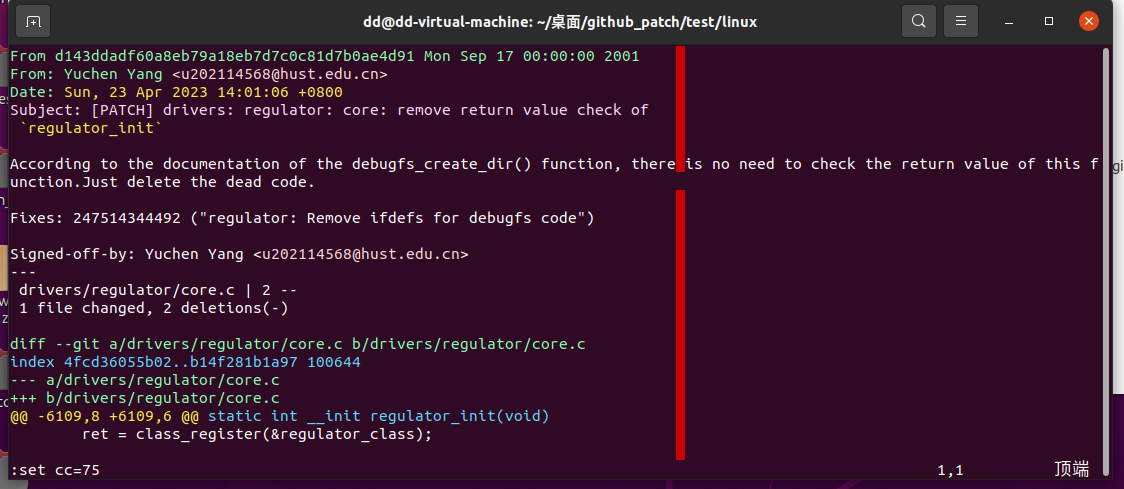 dd@dd-virtual-machine: ~/桌面/github_patch/test/linux
From d143ddadf60a8eb79a18eb7d7c0c81d7b0ae4d91 Mon Sep 17 00:00:00 2001
From: Yuchen Yang <u202114568@hust.edu.cn>
Date: Sun, 23 Apr 2023 14:01:06 +0800
Subject: [PATCH] drivers: regulator: core: remove return value check of
 `regulator_init`
According to the documentation of the debugfs_create_dir() function, there is no need to check the return value of this f
unction.Just delete the dead code.
Fixes: 247514344492 ("regulator: Remove ifdefs for debugfs code")
Signed-off-by: Yuchen Yang <u202114568@hust.edu.cn>
---
 drivers/regulator/core.c | 2 --
 1 file changed, 2 deletions(-)
diff --git a/drivers/regulator/core.c b/drivers/regulator/core.c
index 4fcd36055b02..b14f281b1a97 100644
--- a/drivers/regulator/core.c
+++ b/drivers/regulator/core.c
@@ -6109,8 +6109,6 @@ static int __init regulator_init(void)
        ret = class_register(&regulator_class);
:set cc=75 1,1 顶端